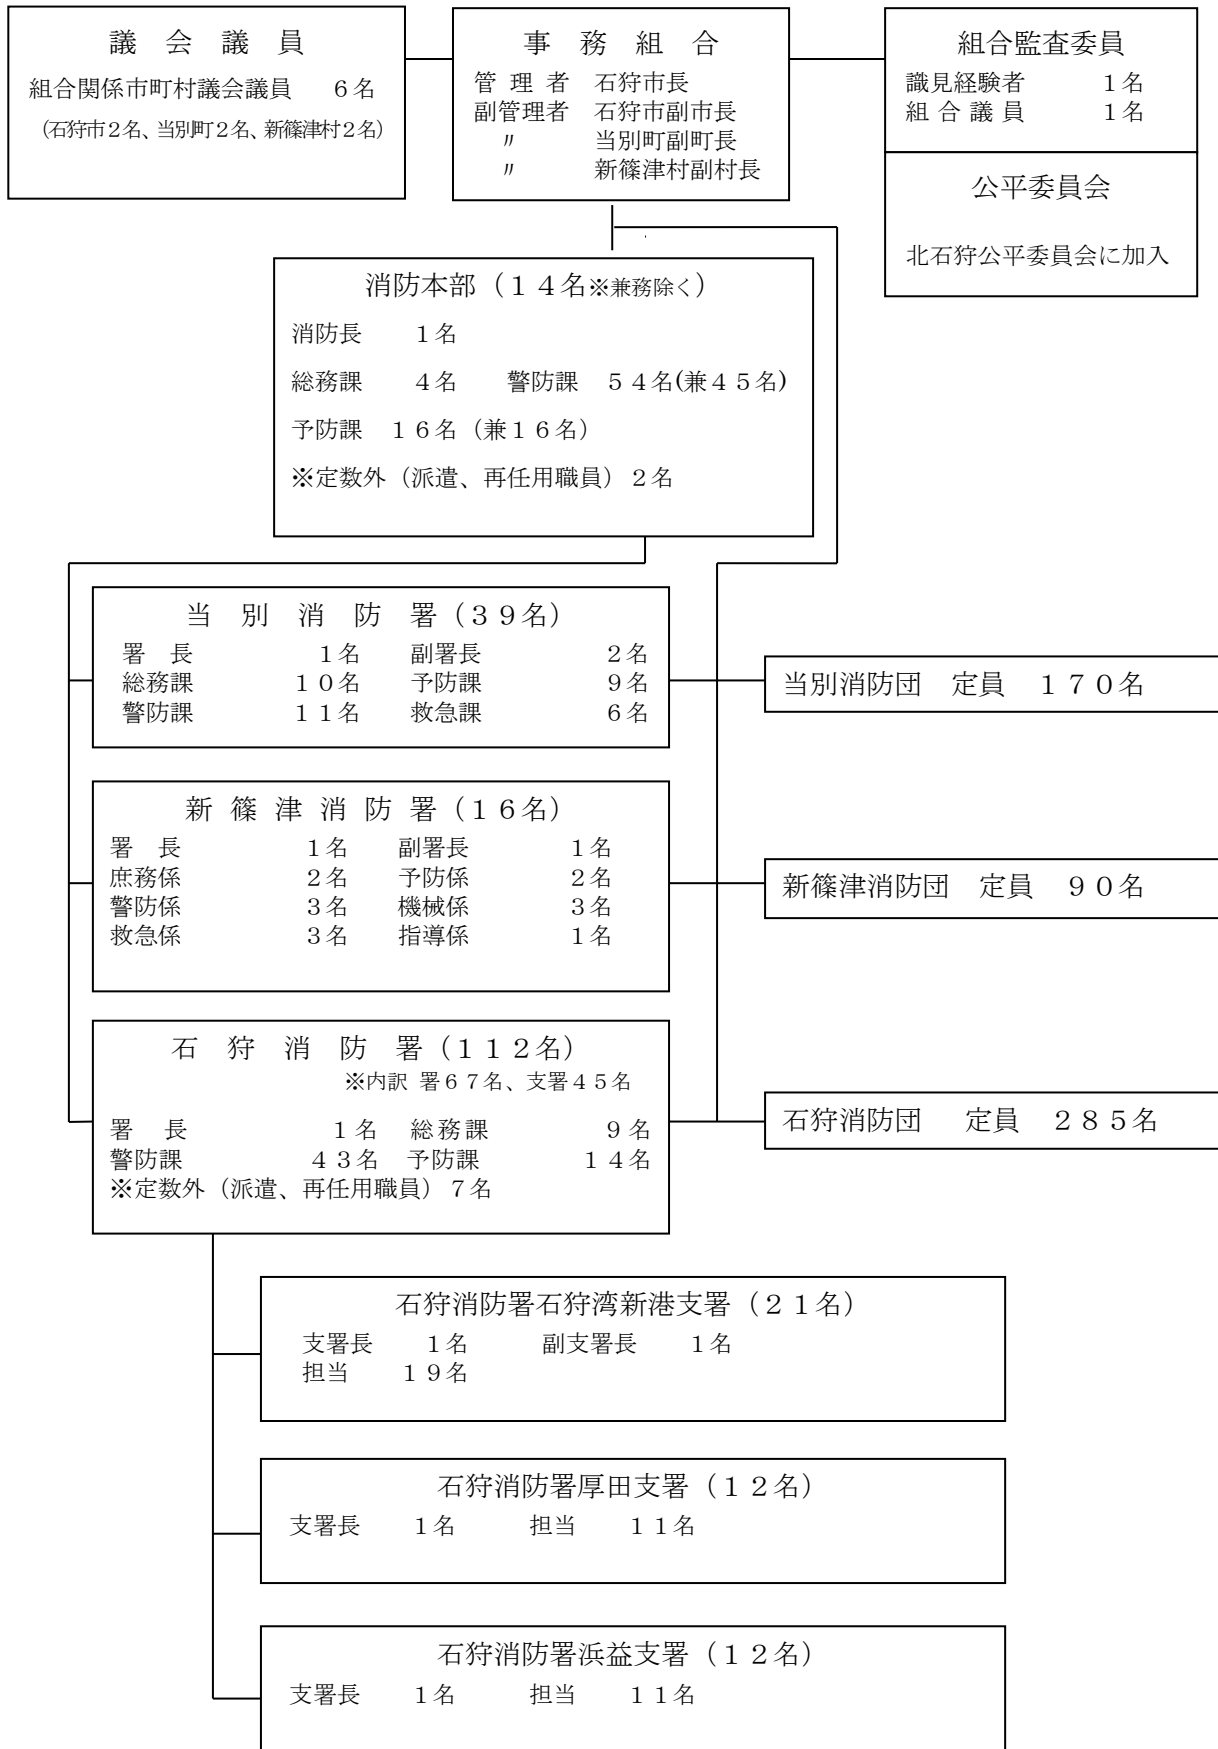 議 会 議 員
組合関係市町村議会議員 6名
（石狩市2名、当別町2名、新篠津村2名）
事 務 組 合
管 理 者 石狩市長
副管理者 石狩市副市長
〃 当別町副町長
〃 新篠津村副村長
組合監査委員
識見経験者 1名
組 合 議 員 1名
公平委員会
北石狩公平委員会に加入
消防本部（１４名※兼務除く）
消防長 １名
総務課 ４名 警防課 ５４名(兼４５名)
予防課 １６名（兼１６名）
※定数外（派遣、再任用職員）２名
当 別 消 防 署（３９名）
署 長 １名 副署長 ２名
総務課 １０名 予防課 ９名
警防課 １１名 救急課 ６名
当別消防団 定員 １７０名
新 篠 津 消 防 署（１６名）
署 長 １名 副署長 １名
庶務係 ２名 予防係 ２名
警防係 ３名 機械係 ３名
救急係 ３名 指導係 １名
新篠津消防団 定員 ９０名
石 狩 消 防 署（１１２名）
※内訳 署６７名、支署４５名
署 長 １名 総務課 ９名
警防課 ４３名 予防課 １４名
※定数外（派遣、再任用職員）７名
石狩消防団 定員 ２８５名
石狩消防署石狩湾新港支署（２１名）
支署長 １名 副支署長 １名
担当 １９名
石狩消防署厚田支署（１２名）
支署長 １名 担当 １１名
石狩消防署浜益支署（１２名）
支署長 １名 担当 １１名